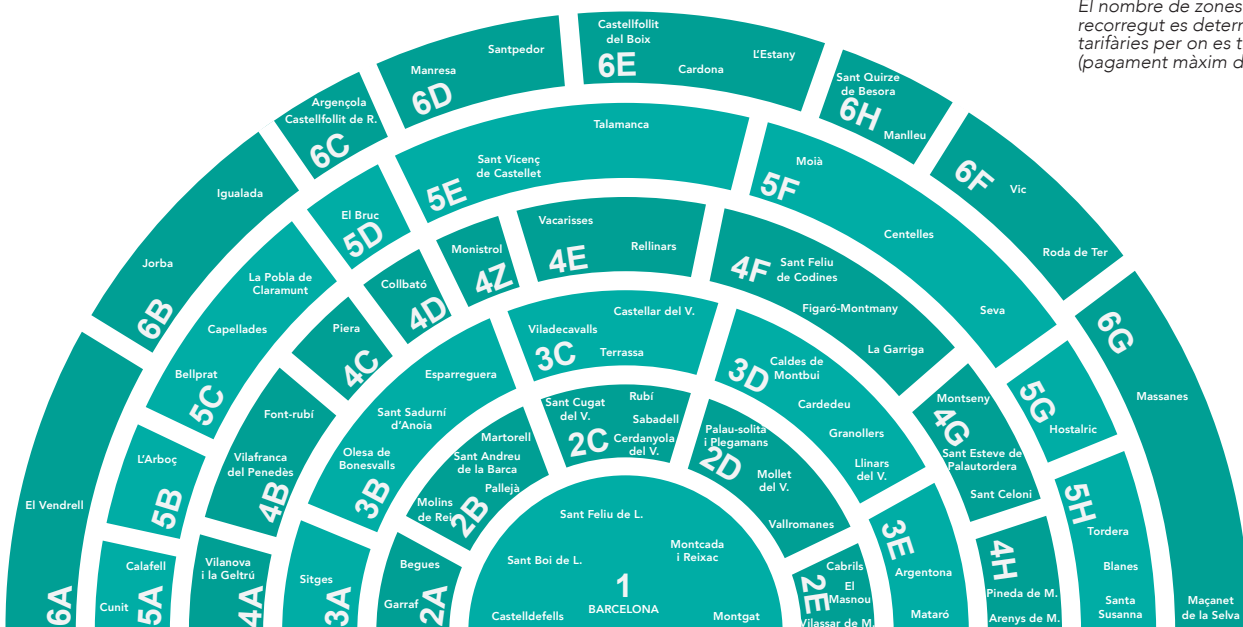 El nombre de zones
recorregut es determ
tarifàries per on es t
(pagament màxim d
Castellfollit
del Boix
6E
Cardona
L'Estany
Santpedor
Manresa
6D
Sant Quirze
de Besora
6H
Manlleu
Argençola
Castellfollit de R.
6C
6F
Vic
Roda de Ter
Igualada
Jorba
6B
Talamanca
Sant Vicenç
de Castellet
5E
Moià
5F
Centelles
Seva
El Bruc
5D
La Pobla de
Claramunt
Capellades
Bellprat
5C
Monistrol
4Z
Vacarisses
4E
Rellinars
4F
Sant Feliu
de Codines
Figaró-Montmany
La Garriga
Collbató
4D
Piera
4C
6G
Massanes
Maçanet
de la Selva
Castellar del V.
Viladecavalls
3C
Terrassa
3D
Caldes de
Montbui
Cardedeu
Granollers
Llinars
del V.
Esparreguera
Sant Sadurní
d'Anoia
Olesa de
Bonesvalls
3B
Font-rubí
Vilafranca
del Penedès
4B
Montseny
4G
Sant Esteve de
Palautordera
Sant Celoni
5G
Hostalric
Sant Cugat
del V.
Rubí
Sabadell
2C
Cerdanyola
del V.
Palau-solità
i Plegamans
2D
Mollet
del V.
Vallromanes
Martorell
Sant Andreu
de la Barca
Pallejà
Molins
de Rei
2B
L'Arboç
5B
El Vendrell
6A
Calafell
Cunit
5A
Vilanova
i la Geltrú
4A
Sitges
3A
Begues
Garraf
2A
Sant Feliu de L.
Montcada
i Reixac
Sant Boi de L.
1
BARCELONA
Castelldefels
Montgat
Cabrils
2E
El
Masnou
Vilassar de M.
3E
Argentona
Mataró
4H
Pineda de M.
Arenys de M.
5H
Tordera
Blanes
Santa
Susanna